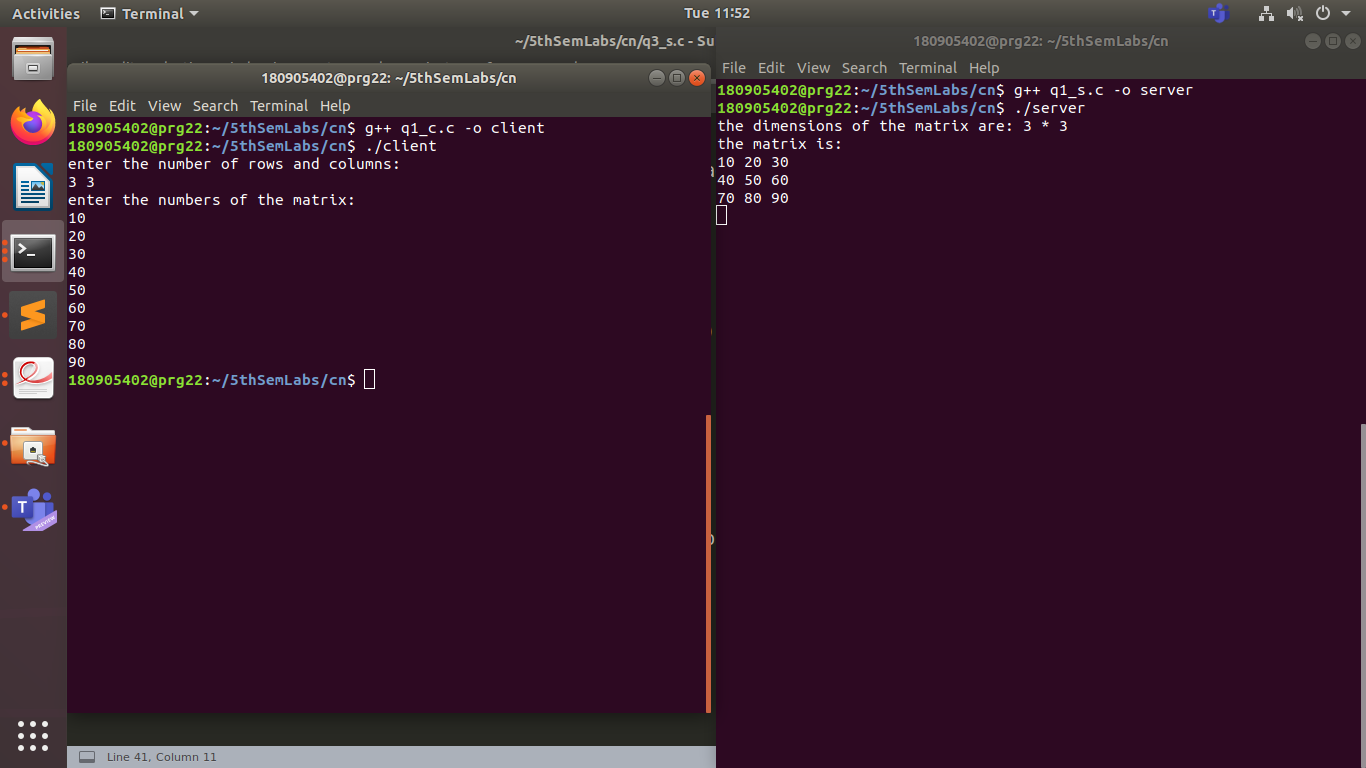 Activities Terminal Tue 11:52
~/5thSemLabs/cn/q3_s.c - Su
180905402@prg22: ~/5thSemLabs/cn
File Edit View Search Terminal Help
180905402@prg22:~/5thSemLabs/cn$ g++ q1_c.c -o client
180905402@prg22:~/5thSemLabs/cn$ ./client
enter the number of rows and columns:
3 3
enter the numbers of the matrix:
10
20
30
40
50
60
70
80
90
180905402@prg22:~/5thSemLabs/cn$
180905402@prg22: ~/5thSemLabs/cn
File Edit View Search Terminal Help
180905402@prg22:~/5thSemLabs/cn$ g++ q1_s.c -o server
180905402@prg22:~/5thSemLabs/cn$ ./server
the dimensions of the matrix are: 3 * 3
the matrix is:
10 20 30
40 50 60
70 80 90
T
PREVIEW
Line 41, Column 11